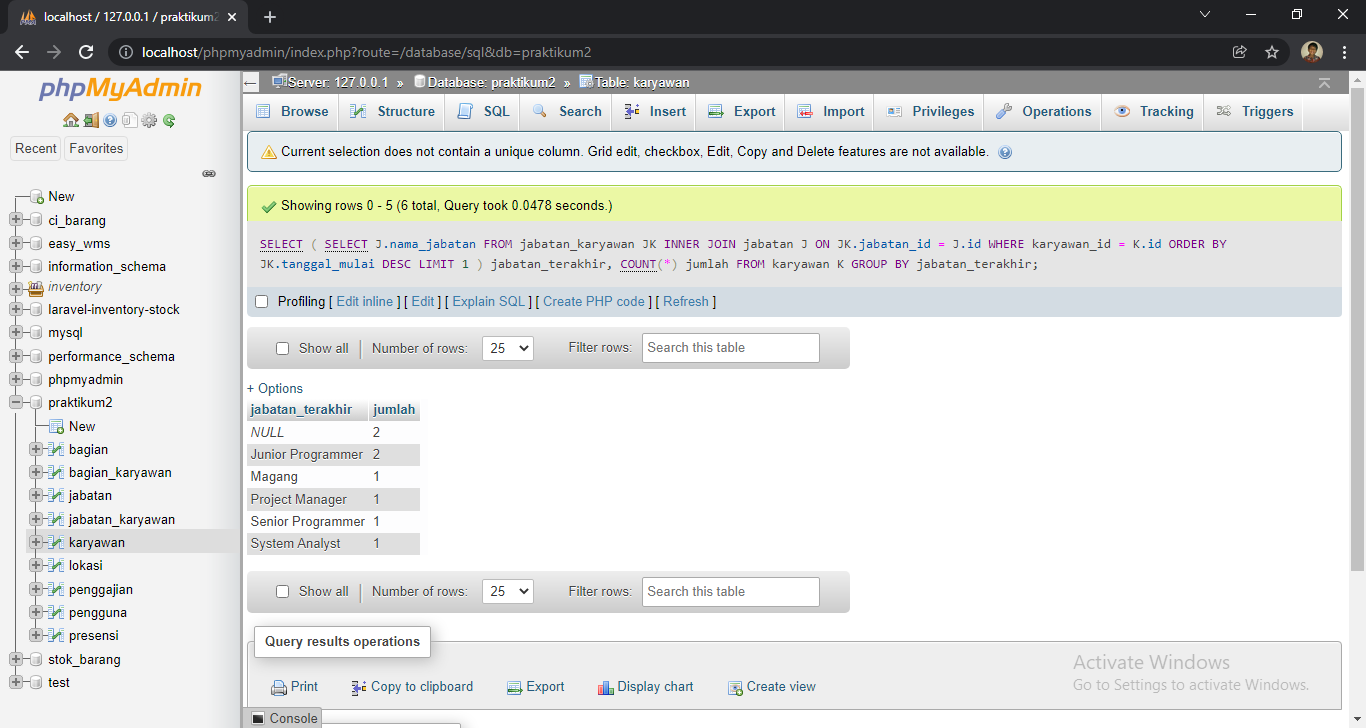 localhost / 127.0.0.1 / praktikum2
localhost/phpmyadmin/index.php?route=/database/sql&db=praktikum2
phpMyAdmin
Recent Favorites
New
ci_barang
easy_wms
information_schema
inventory
laravel-inventory-stock
mysql
performance_schema
phpmyadmin
praktikum2
New
bagian
bagian_karyawan
jabatan
jabatan_karyawan
karyawan
lokasi
penggajian
pengguna
presensi
stok_barang
test
Server: 127.0.0.1 » Database: praktikum2 » Table: karyawan
Browse Structure SQL Search Insert Export Import Privileges Operations Tracking Triggers
Current selection does not contain a unique column. Grid edit, checkbox, Edit, Copy and Delete features are not available.
Showing rows 0 - 5 (6 total, Query took 0.0478 seconds.)
SELECT ( SELECT J.nama_jabatan FROM jabatan_karyawan JK INNER JOIN jabatan J ON JK.jabatan_id = J.id WHERE karyawan_id = K.id ORDER BY
JK.tanggal_mulai DESC LIMIT 1 ) jabatan_terakhir, COUNT(*) jumlah FROM karyawan K GROUP BY jabatan_terakhir;
Profiling [ Edit inline ] [ Edit ] [ Explain SQL ] [ Create PHP code ] [ Refresh ]
Show all | Number of rows: 25 Filter rows: Search this table
+ Options
jabatan_terakhir jumlah
NULL 2
Junior Programmer 2
Magang 1
Project Manager 1
Senior Programmer 1
System Analyst 1
Show all | Number of rows: 25 Filter rows: Search this table
Query results operations
Print Copy to clipboard Export Display chart Create view
Activate Windows
Go to Settings to activate Windows.
Console